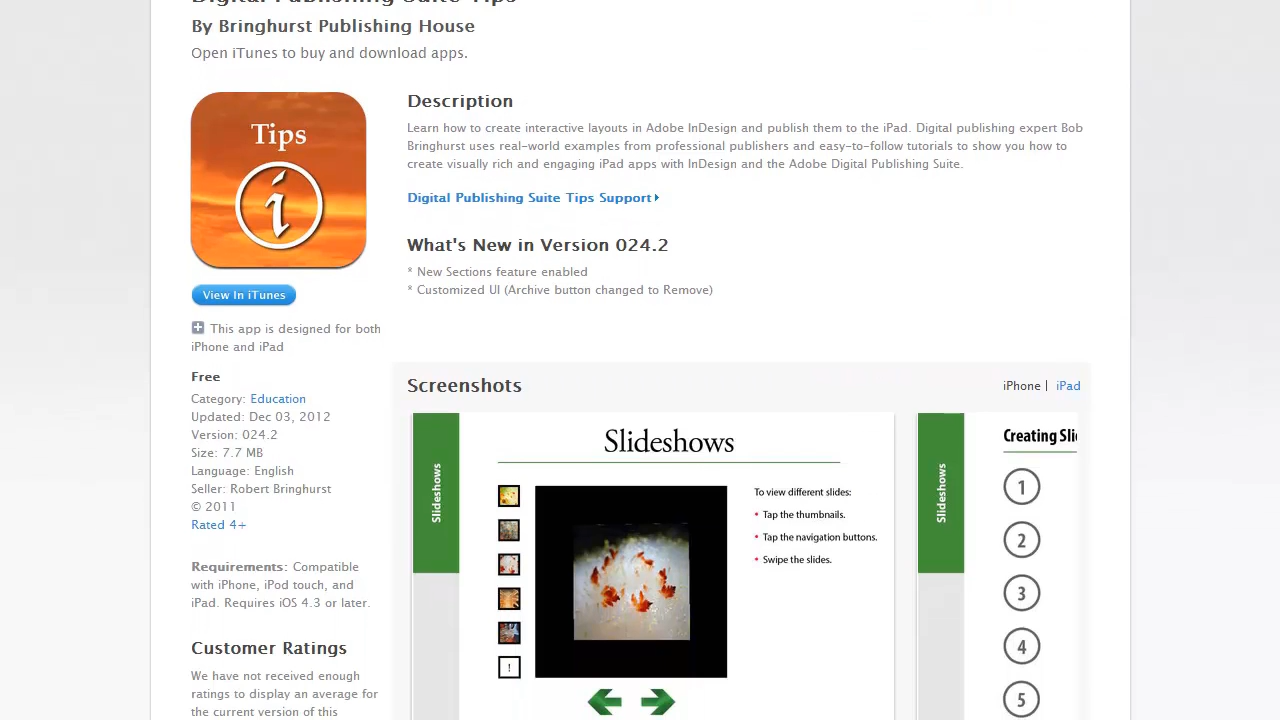 Digital Publishing Suite Tips
By Bringhurst Publishing House
Open iTunes to buy and download apps.
Tips
i
View In iTunes
This app is designed for both
iPhone and iPad
Free
Category: Education
Updated: Dec 03, 2012
Version: 024.2
Size: 7.7 MB
Language: English
Seller: Robert Bringhurst
© 2011
Rated 4+
Requirements: Compatible
with iPhone, iPod touch, and
iPad. Requires iOS 4.3 or later.
Customer Ratings
We have not received enough
ratings to display an average for
the current version of this
Description
Learn how to create interactive layouts in Adobe InDesign and publish them to the iPad. Digital publishing expert Bob
Bringhurst uses real-world examples from professional publishers and easy-to-follow tutorials to show you how to
create visually rich and engaging iPad apps with InDesign and the Adobe Digital Publishing Suite.
Digital Publishing Suite Tips Support
What's New in Version 024.2
* New Sections feature enabled
* Customized UI (Archive button changed to Remove)
Screenshots
iPhone | iPad
Slideshows
Slideshows
To view different slides:
• Tap the thumbnails.
• Tap the navigation buttons.
• Swipe the slides.
!
Slideshows
Creating
1
2
3
4
5